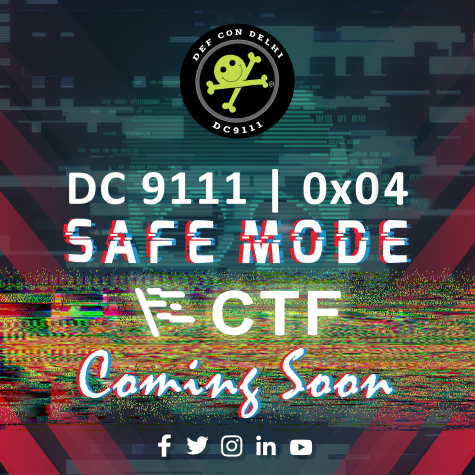 DEF CON DELHI
DC9111
DC 9111 | 0x04
SAFE MODE
CTF
Coming Soon